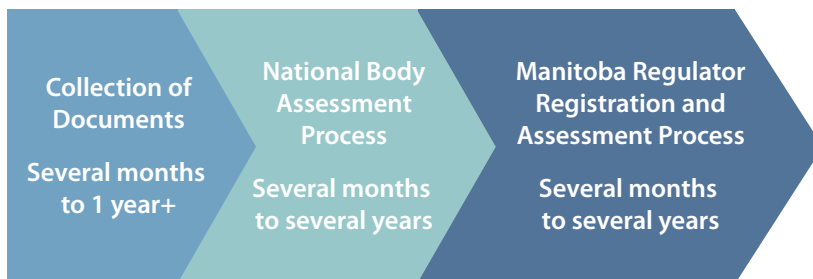 Collection of
Documents
Several months
to 1 year+
National Body
Assessment
Process
Several months
to several years
Manitoba Regulator
Registration and
Assessment Process
Several months
to several years